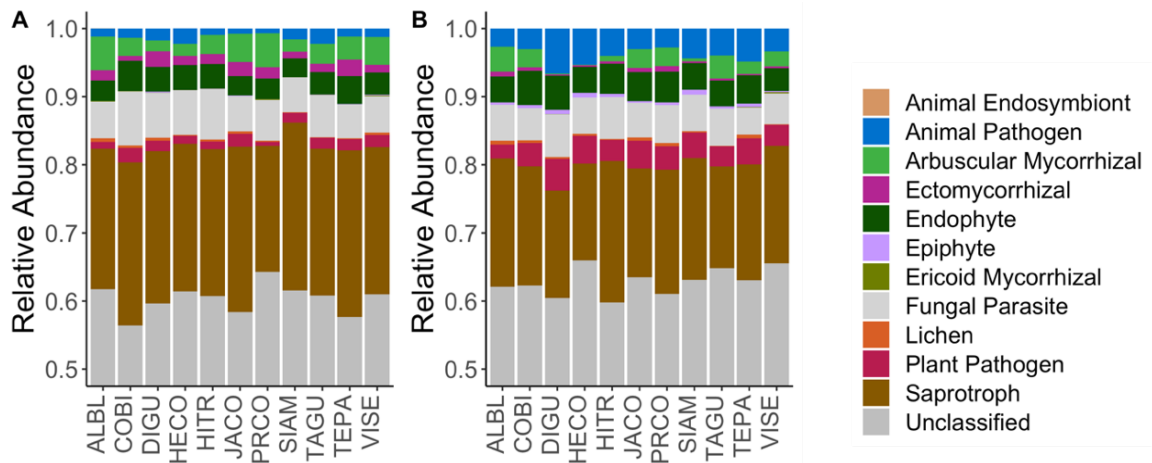 A
Relative Abundance
1.0
0.9
0.8
0.7
0.6
0.5
ALBL
COBI
DIGU
HECO
HITR
JACO
PRCO
SIAM
TAGU
TEPA
VISE
B
Relative Abundance
1.0
0.9
0.8
0.7
0.6
0.5
ALBL
COBI
DIGU
HECO
HITR
JACO
PRCO
SIAM
TAGU
TEPA
VISE
Animal Endosymbiont
Animal Pathogen
Arbuscular Mycorrhizal
Ectomycorrhizal
Endophyte
Epiphyte
Ericoid Mycorrhizal
Fungal Parasite
Lichen
Plant Pathogen
Saprotroph
Unclassified